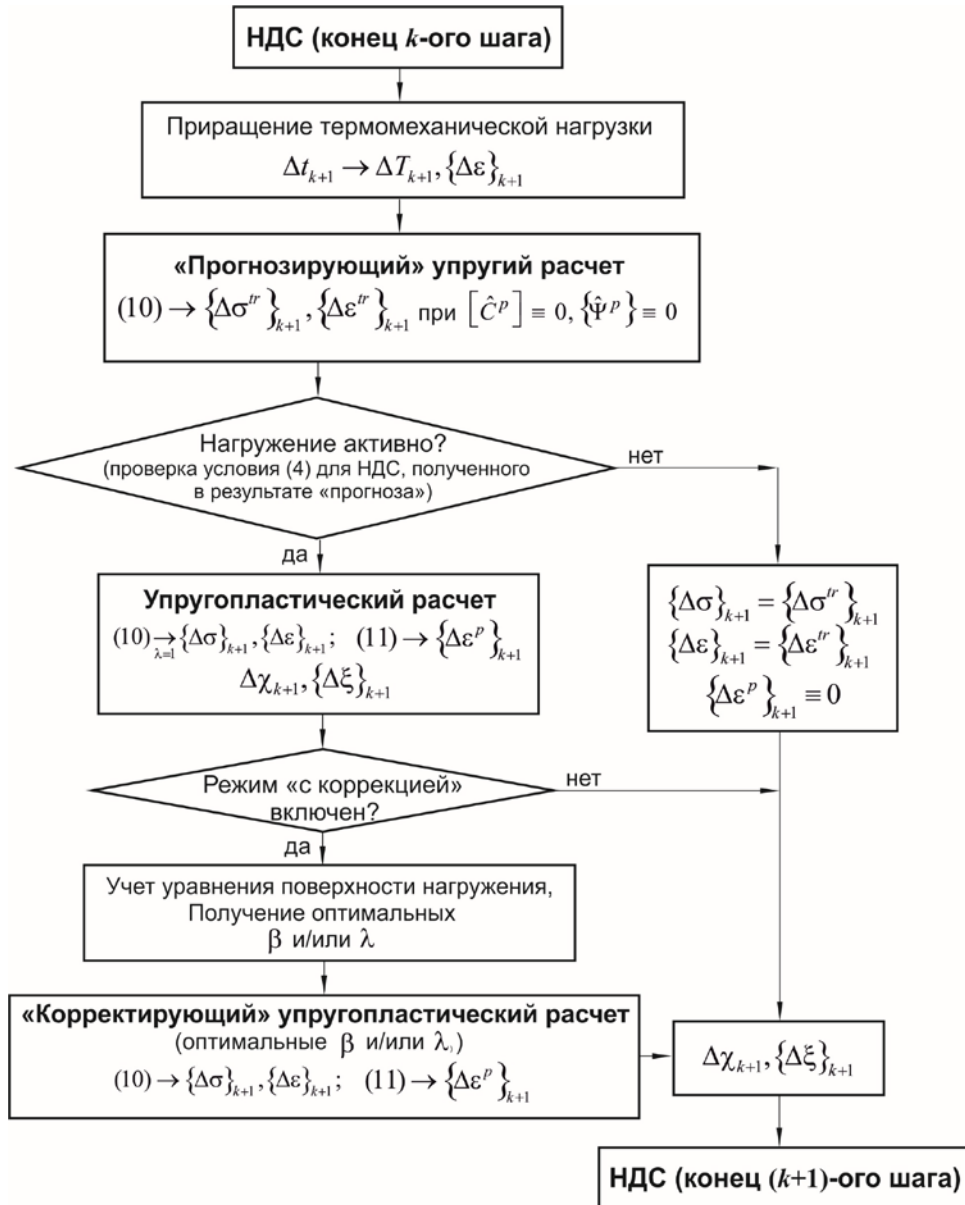 НДС (конец k-ого шага)
Приращение термомеханической нагрузки
Δt_{k+1} → ΔT_{k+1}, {Δε}_{k+1}
«Прогнозирующий» упругий расчет
(10) → {Δσ^{tr}}_{k+1}, {Δε^{tr}}_{k+1} при [Ĉ^p] ≡ 0, {Ψ̂^p} ≡ 0
Нагружение активно?
(проверка условия (4) для НДС, полученного
в результате «прогноза»)
нет
да
Упругопластический расчет
(10) →_{λ=1} {Δσ}_{k+1}, {Δε}_{k+1}; (11) → {Δε^p}_{k+1}
Δχ_{k+1}, {Δξ}_{k+1}
{Δσ}_{k+1} = {Δσ^{tr}}_{k+1}
{Δε}_{k+1} = {Δε^{tr}}_{k+1}
{Δε^p}_{k+1} ≡ 0
Режим «с коррекцией»
включен?
нет
да
Учет уравнения поверхности нагружения,
Получение оптимальных
β и/или λ
«Корректирующий» упругопластический расчет
(оптимальные β и/или λ)
(10) → {Δσ}_{k+1}, {Δε}_{k+1}; (11) → {Δε^p}_{k+1}
Δχ_{k+1}, {Δξ}_{k+1}
НДС (конец (k+1)-ого шага)